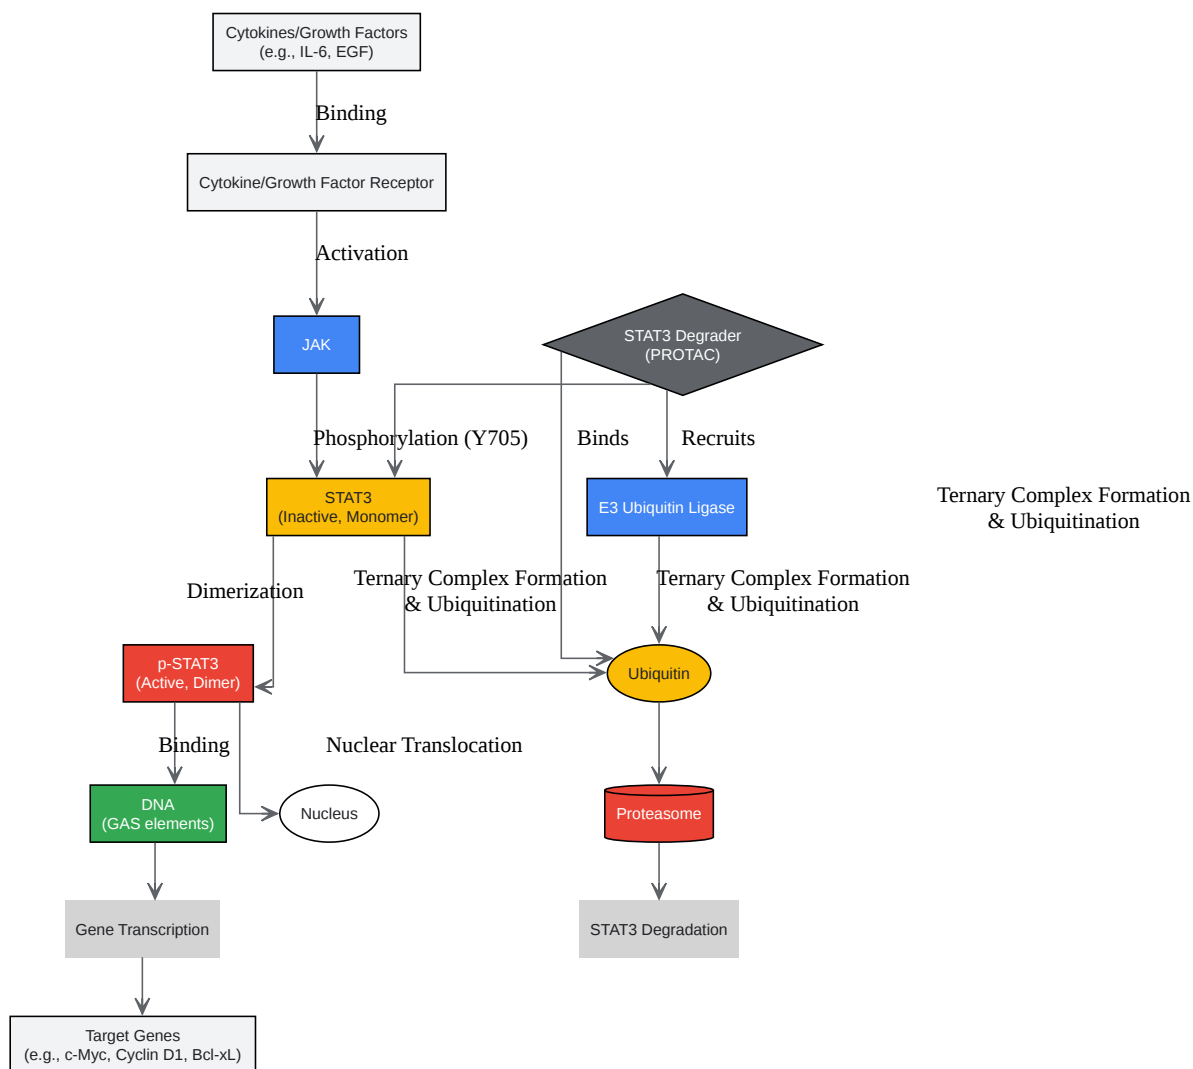 Cytokines/Growth Factors
(e.g., IL-6, EGF)
Binding
Cytokine/Growth Factor Receptor
Activation
JAK
STAT3 Degrader
(PROTAC)
Phosphorylation (Y705)
Binds
Recruits
STAT3
(Inactive, Monomer)
E3 Ubiquitin Ligase
Ternary Complex Formation
& Ubiquitination
Dimerization
Ternary Complex Formation
& Ubiquitination
Ternary Complex Formation
& Ubiquitination
p-STAT3
(Active, Dimer)
Ubiquitin
Binding
Nuclear Translocation
DNA
(GAS elements)
Nucleus
Proteasome
Gene Transcription
STAT3 Degradation
Target Genes
(e.g., c-Myc, Cyclin D1, Bcl-xL)